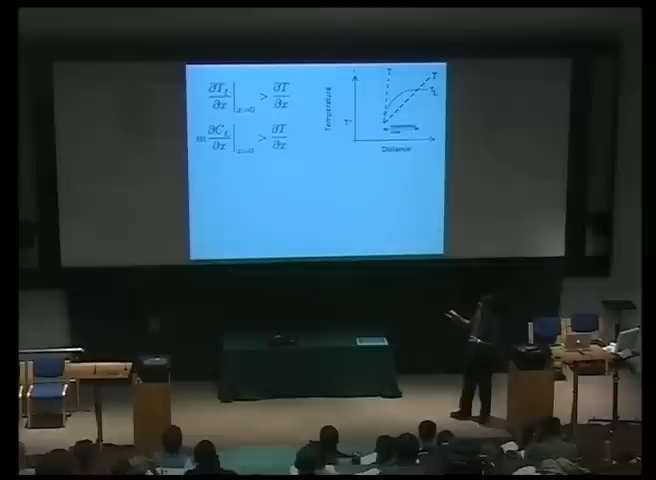 ∂T_L/∂x |_{x=0} > ∂T/∂x
m ∂C_L/∂x |_{x=0} > ∂T/∂x
Temperature
T
T
T
T_L
Distance